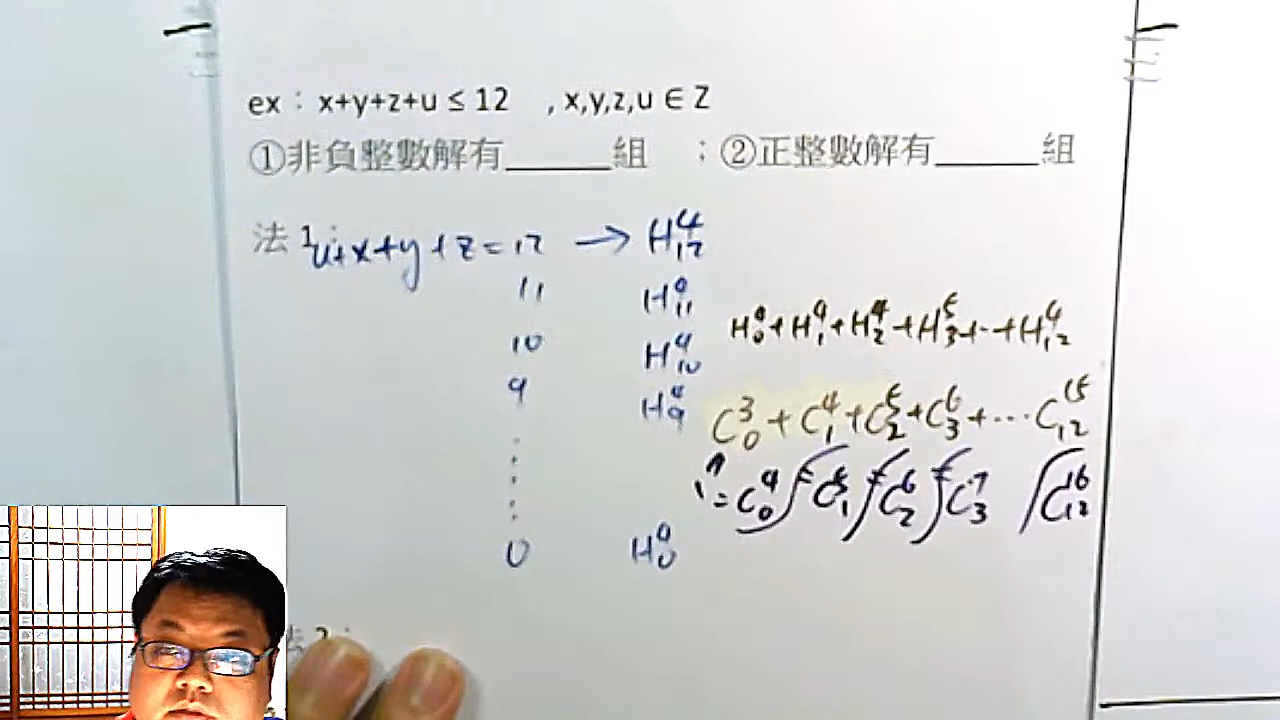 ex：x+y+z+u ≤ 12 , x,y,z,u ∈ Z
①非負整數解有______組 ；②正整數解有______組
法1：
u+x+y+z=12 → H⁴₁₂
11 H⁴₁₁
10 H⁴₁₀
9 H⁴₉
0 H⁴₀
H⁴₀+H⁴₁+H⁴₂+H⁵₃+…+H⁴₁₂
C³₀+C⁴₁+C⁵₂+C⁶₃+…C¹⁵₁₂
1=C⁴₀ C⁵₁ C⁶₂ C⁷₃ C¹⁶₁₂